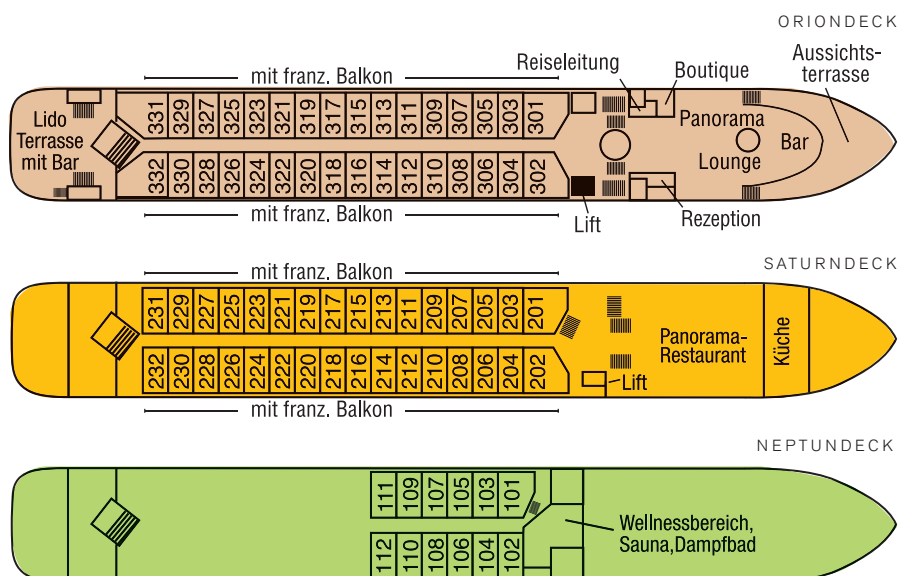 ORIONDECK
mit franz. Balkon
Reiseleitung
Boutique
Aussichts-
terrasse
331 329 327 325 323 321 319 317 315 313 311 309 307 305 303 301
Lido
Terrasse
mit Bar
Panorama
Lounge
Bar
332 330 328 326 324 322 320 318 316 314 312 310 308 306 304 302
mit franz. Balkon
Lift
Rezeption
SATURNDECK
mit franz. Balkon
231 229 227 225 223 221 219 217 215 213 211 209 207 205 203 201
Panorama-
Restaurant
Küche
232 230 228 226 224 222 220 218 216 214 212 210 208 206 204 202
Lift
mit franz. Balkon
NEPTUNDECK
111 109 107 105 103 101
Wellnessbereich,
Sauna,Dampfbad
112 110 108 106 104 102